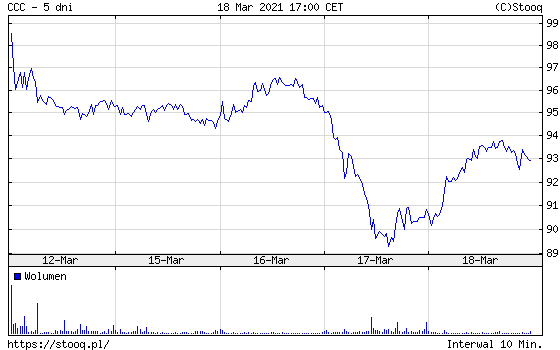 CCC - 5 dni 18 Mar 2021 17:00 CET (C)Stooq
99
98
97
96
95
94
93
92
91
90
89
12-Mar 15-Mar 16-Mar 17-Mar 18-Mar
Wolumen
https://stooq.pl/ Interwal 10 Min.